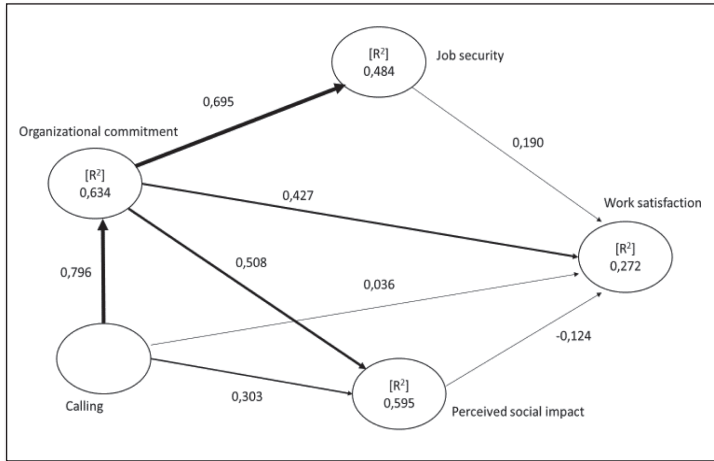 [R²]
0,484
Job security
0,695
Organizational commitment
0,190
[R²]
0,634
0,427
Work satisfaction
[R²]
0,272
0,508
0,796
0,036
-0,124
[R²]
0,595
0,303
Calling
Perceived social impact